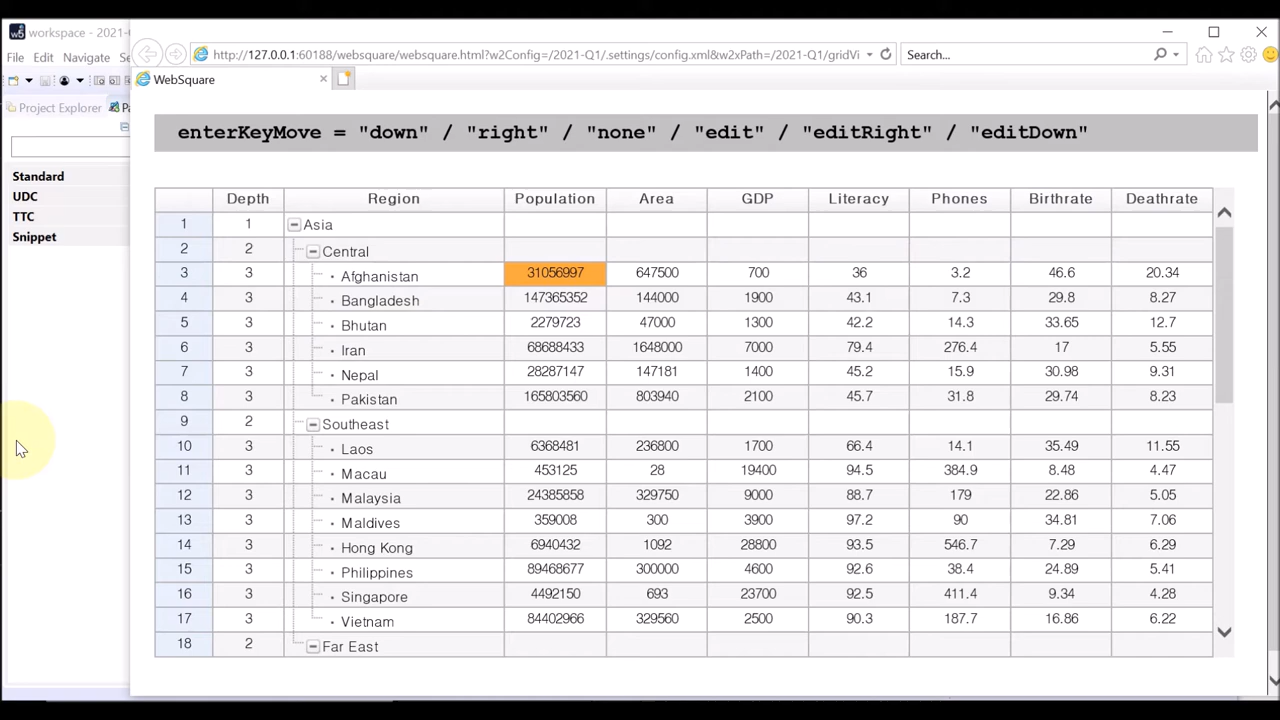 workspace - 2021-
File Edit Navigate Se
Project Explorer Pa
Standard
UDC
TTC
Snippet
http://127.0.0.1:60188/websquare/websquare.html?w2Config=/2021-Q1/.settings/config.xml&w2xPath=/2021-Q1/gridVi
Search...
WebSquare
enterKeyMove = "down" / "right" / "none" / "edit" / "editRight" / "editDown"
Depth Region Population Area GDP Literacy Phones Birthrate Deathrate
1 1 Asia
2 2 Central
3 3 Afghanistan 31056997 647500 700 36 3.2 46.6 20.34
4 3 Bangladesh 147365352 144000 1900 43.1 7.3 29.8 8.27
5 3 Bhutan 2279723 47000 1300 42.2 14.3 33.65 12.7
6 3 Iran 68688433 1648000 7000 79.4 276.4 17 5.55
7 3 Nepal 28287147 147181 1400 45.2 15.9 30.98 9.31
8 3 Pakistan 165803560 803940 2100 45.7 31.8 29.74 8.23
9 2 Southeast
10 3 Laos 6368481 236800 1700 66.4 14.1 35.49 11.55
11 3 Macau 453125 28 19400 94.5 384.9 8.48 4.47
12 3 Malaysia 24385858 329750 9000 88.7 179 22.86 5.05
13 3 Maldives 359008 300 3900 97.2 90 34.81 7.06
14 3 Hong Kong 6940432 1092 28800 93.5 546.7 7.29 6.29
15 3 Philippines 89468677 300000 4600 92.6 38.4 24.89 5.41
16 3 Singapore 4492150 693 23700 92.5 411.4 9.34 4.28
17 3 Vietnam 84402966 329560 2500 90.3 187.7 16.86 6.22
18 2 Far East